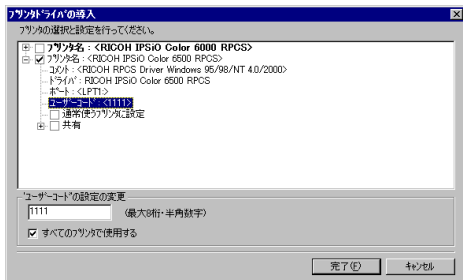 プリンタドライバの導入
プリンタの選択と設定を行ってください。
プリンタ名 : <RICOH IPSiO Color 6000 RPCS>
プリンタ名 : <RICOH IPSiO Color 6500 RPCS>
コメント : <RICOH RPCS Driver Windows 95/98/NT 4.0/2000>
ドライバ : RICOH IPSiO Color 6500 RPCS
ポート : <LPT1:>
ユーザーコード : <1111>
通常使うプリンタに設定
共有
'ユーザーコード'の設定の変更
1111 (最大8桁・半角数字)
すべてのプリンタで使用する
完了(F) キャンセル